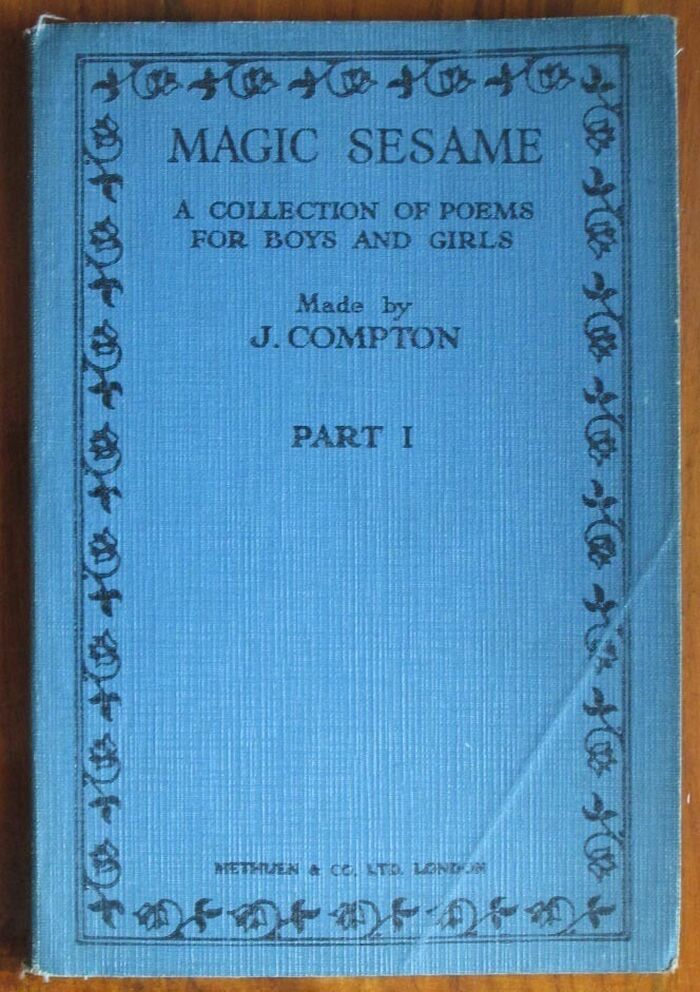 MAGIC SESAME
A COLLECTION OF POEMS
FOR BOYS AND GIRLS
Made by
J. COMPTON
PART I
METHUEN & CO. LTD. LONDON